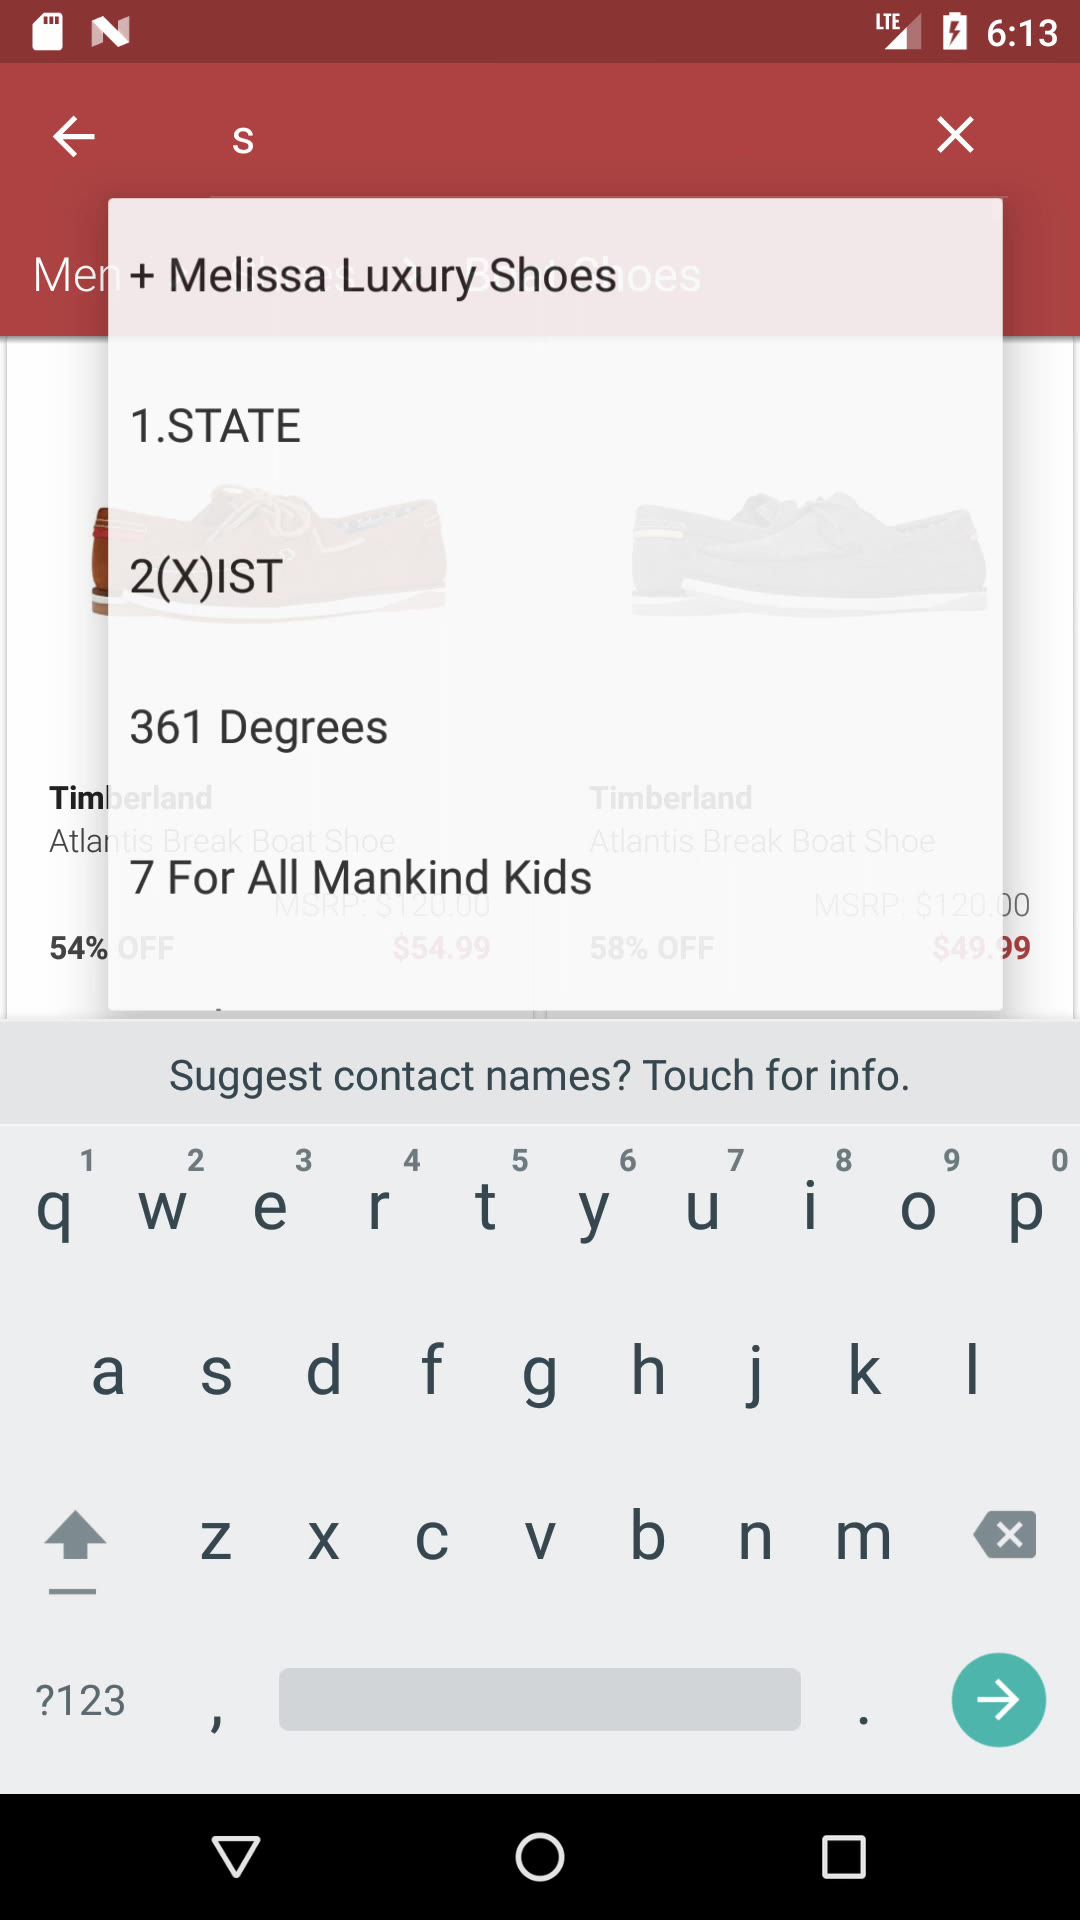 LTE 6:13
s
Men Shoes > Boat Shoes
+ Melissa Luxury Shoes
1.STATE
2(X)IST
361 Degrees
Timberland Timberland
Atlantis Break Boat Shoe Atlantis Break Boat Shoe
7 For All Mankind Kids
MSRP: $120.00 MSRP: $120.00
54% OFF $54.99 58% OFF $49.99
Suggest contact names? Touch for info.
1 2 3 4 5 6 7 8 9 0
q w e r t y u i o p
a s d f g h j k l
z x c v b n m
?123 , .